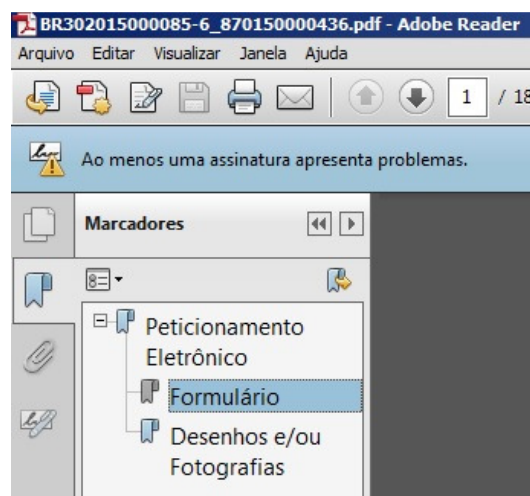 BR302015000085-6_870150000436.pdf - Adobe Reader
Arquivo Editar Visualizar Janela Ajuda
1 / 18
Ao menos uma assinatura apresenta problemas.
Marcadores
Peticionamento
Eletrônico
Formulário
Desenhos e/ou
Fotografias